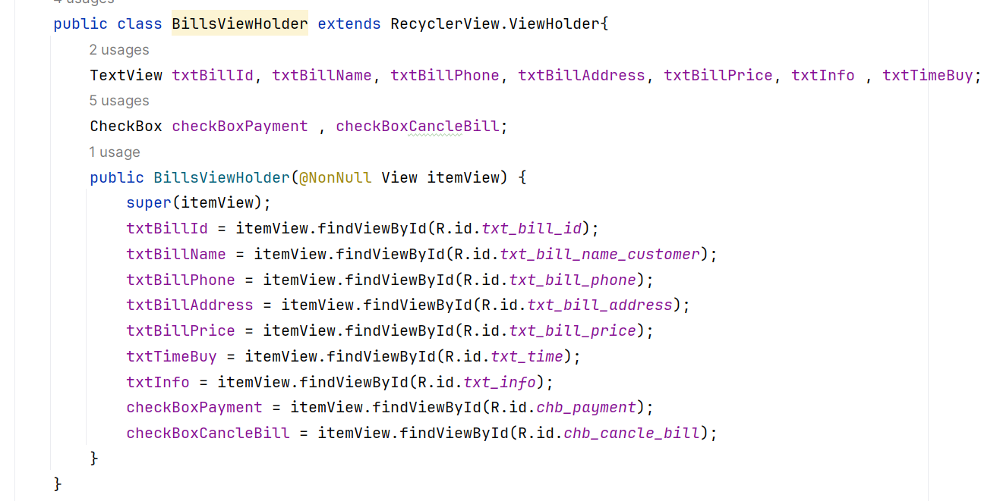 4 usages
public class BillsViewHolder extends RecyclerView.ViewHolder{
2 usages
TextView txtBillId, txtBillName, txtBillPhone, txtBillAddress, txtBillPrice, txtInfo , txtTimeBuy;
5 usages
CheckBox checkBoxPayment , checkBoxCancleBill;
1 usage
public BillsViewHolder(@NonNull View itemView) {
super(itemView);
txtBillId = itemView.findViewById(R.id.txt_bill_id);
txtBillName = itemView.findViewById(R.id.txt_bill_name_customer);
txtBillPhone = itemView.findViewById(R.id.txt_bill_phone);
txtBillAddress = itemView.findViewById(R.id.txt_bill_address);
txtBillPrice = itemView.findViewById(R.id.txt_bill_price);
txtTimeBuy = itemView.findViewById(R.id.txt_time);
txtInfo = itemView.findViewById(R.id.txt_info);
checkBoxPayment = itemView.findViewById(R.id.chb_payment);
checkBoxCancleBill = itemView.findViewById(R.id.chb_cancle_bill);
}
}